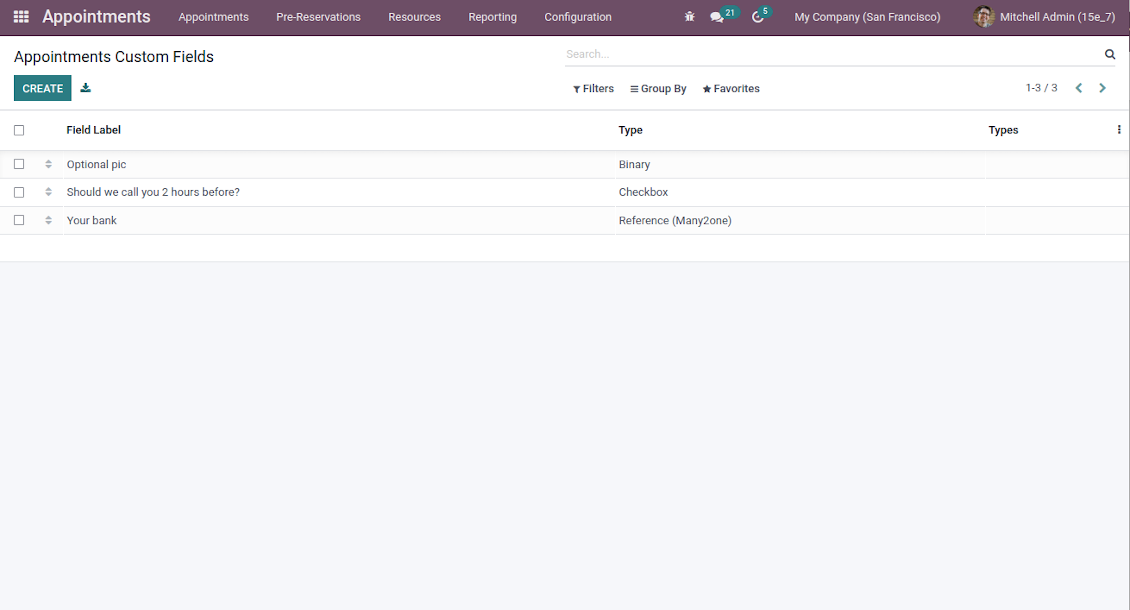 Appointments Appointments Pre-Reservations Resources Reporting Configuration 21 5 My Company (San Francisco) Mitchell Admin (15e_7)
Appointments Custom Fields Search...
CREATE Filters Group By Favorites 1-3 / 3
Field Label Type Types
Optional pic Binary
Should we call you 2 hours before? Checkbox
Your bank Reference (Many2one)